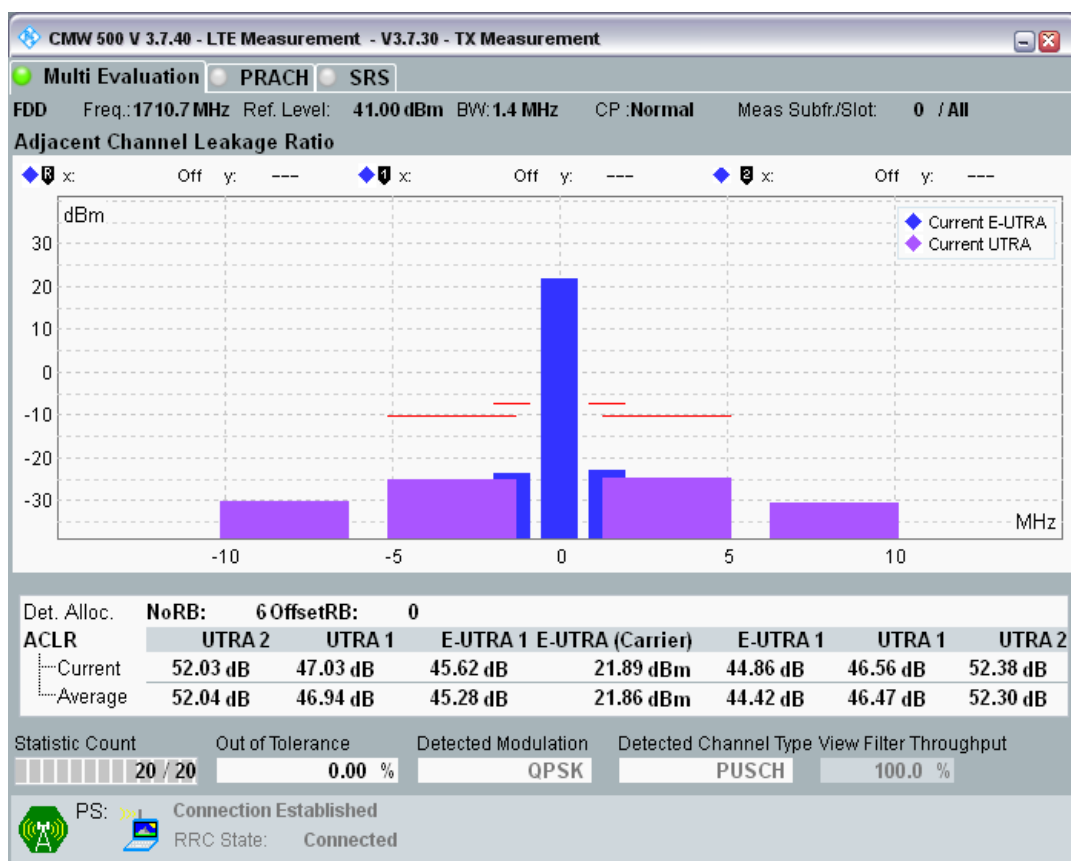 CMW 500 V 3.7.40 - LTE Measurement - V3.7.30 - TX Measurement
Multi Evaluation PRACH SRS
FDD Freq.: 1710.7 MHz Ref. Level: 41.00 dBm BW: 1.4 MHz CP :Normal Meas Subfr./Slot: 0 / All
Adjacent Channel Leakage Ratio
R x: Off y: --- 1 x: Off y: --- 2 x: Off y: ---
dBm
Current E-UTRA
Current UTRA
30
20
10
0
-10
-20
-30
MHz
-10 -5 0 5 10
Det. Alloc. NoRB: 6 OffsetRB: 0
ACLR UTRA 2 UTRA 1 E-UTRA 1 E-UTRA (Carrier) E-UTRA 1 UTRA 1 UTRA 2
Current 52.03 dB 47.03 dB 45.62 dB 21.89 dBm 44.86 dB 46.56 dB 52.38 dB
Average 52.04 dB 46.94 dB 45.28 dB 21.86 dBm 44.42 dB 46.47 dB 52.30 dB
Statistic Count Out of Tolerance Detected Modulation Detected Channel Type View Filter Throughput
20 / 20 0.00 % QPSK PUSCH 100.0 %
PS: Connection Established
RRC State: Connected